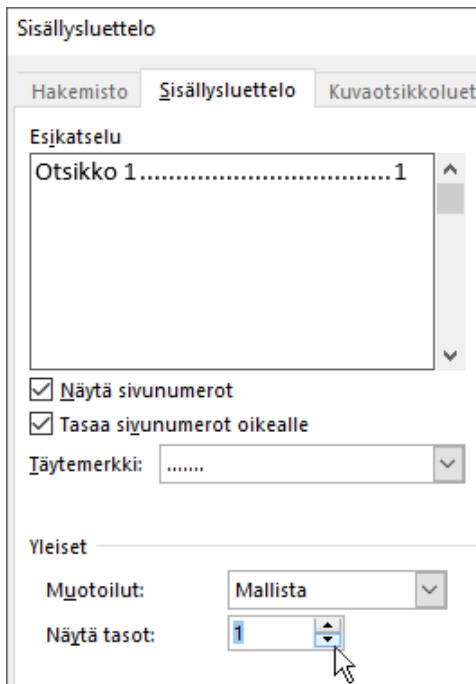 Sisällysluettelo
Hakemisto Sisällysluettelo Kuvaotsikkoluet
Esikatselu
Otsikko 1....................................1
Näytä sivunumerot
Tasaa sivunumerot oikealle
Täytemerkki: .......
Yleiset
Muotoilut: Mallista
Näytä tasot: 1